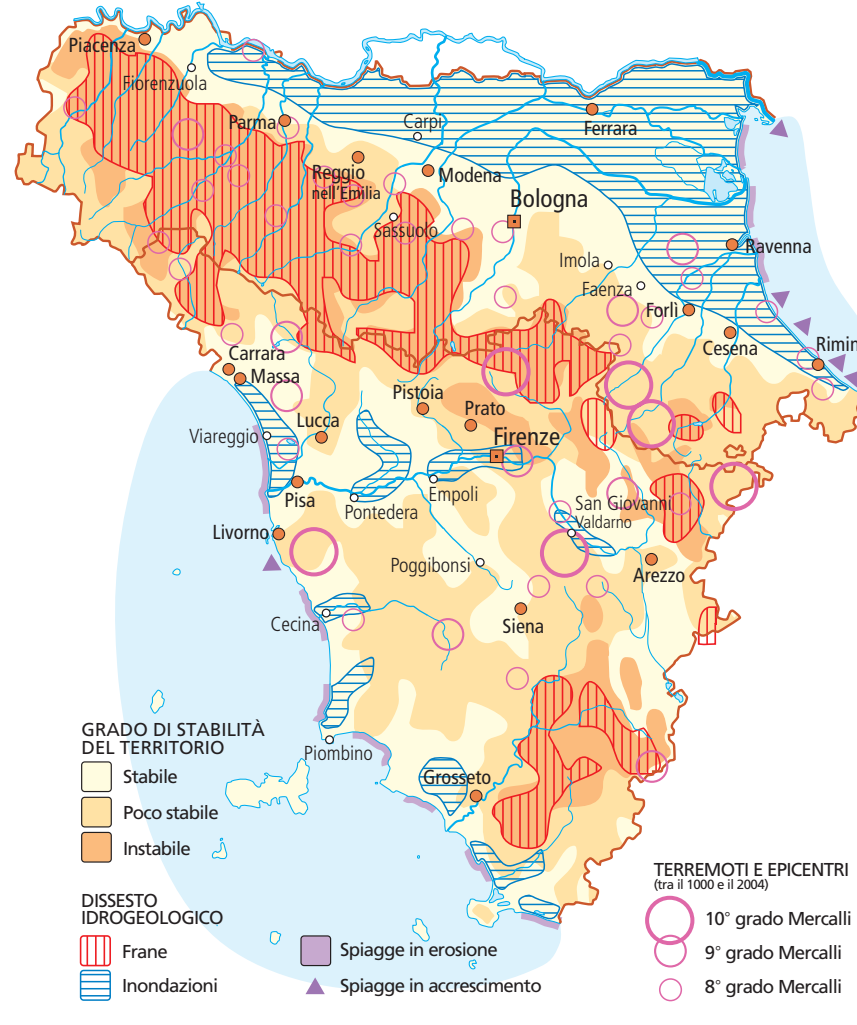 Piacenza
Fiorenzuola
Parma
Carpi
Ferrara
Reggio
nell'Emilia
Modena
Bologna
Sassuolo
Ravenna
Imola
Faenza
Forlì
Cesena
Rimin
Carrara
Massa
Pistoia
Prato
Lucca
Viareggio
Firenze
Pisa
Empoli
Pontedera
San Giovanni
Valdarno
Livorno
Poggibonsi
Arezzo
Cecina
Siena
Piombino
Grosseto
GRADO DI STABILITÀ
DEL TERRITORIO
Stabile
Poco stabile
Instabile
DISSESTO
IDROGEOLOGICO
Frane
Inondazioni
Spiagge in erosione
Spiagge in accrescimento
TERREMOTI E EPICENTRI
(tra il 1000 e il 2004)
10° grado Mercalli
9° grado Mercalli
8° grado Mercalli